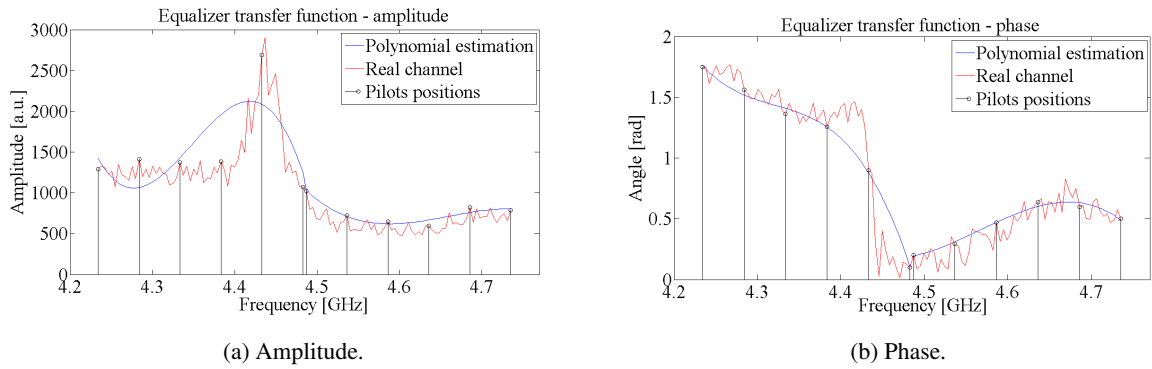 Equalizer transfer function - amplitude
3000
2500
2000
1500
1000
500
0
Amplitude [a.u.]
4.2
4.3
4.4
4.5
4.6
4.7
Frequency [GHz]
Polynomial estimation
Real channel
Pilots positions
(a) Amplitude.
Equalizer transfer function - phase
2
1.5
1
0.5
0
Angle [rad]
4.2
4.3
4.4
4.5
4.6
4.7
Frequency [GHz]
Polynomial estimation
Real channel
Pilots positions
(b) Phase.